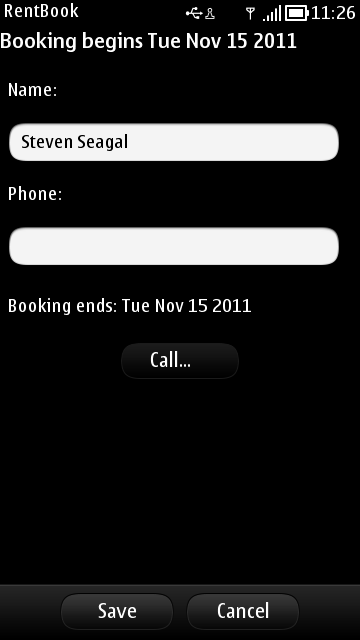 RentBook 11:26
Booking begins Tue Nov 15 2011
Name:
Steven Seagal
Phone:
Booking ends: Tue Nov 15 2011
Call...
Save Cancel